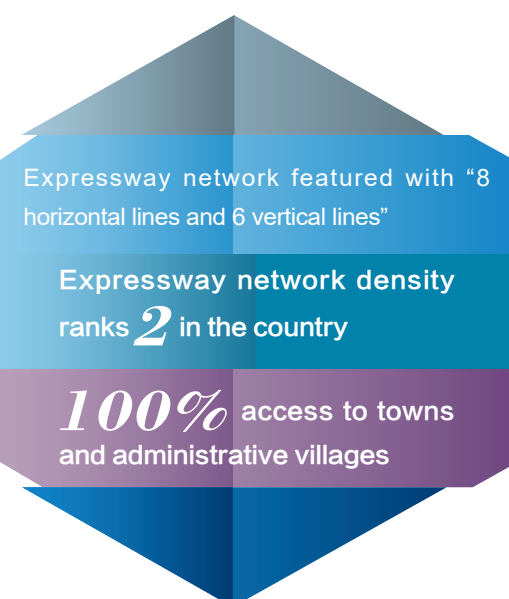 Expressway network featured with “8
horizontal lines and 6 vertical lines”
Expressway network density
ranks 2 in the country
100% access to towns
and administrative villages